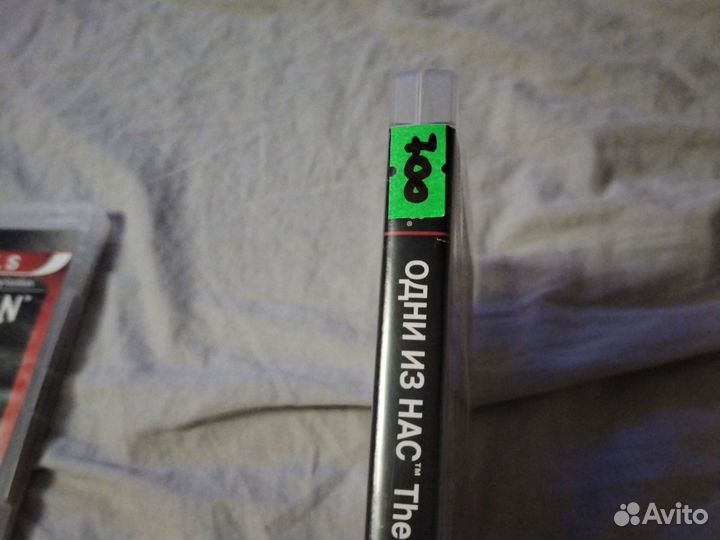 700
®
ОДНИ ИЗ НАС™ The
.S
N®
Avito